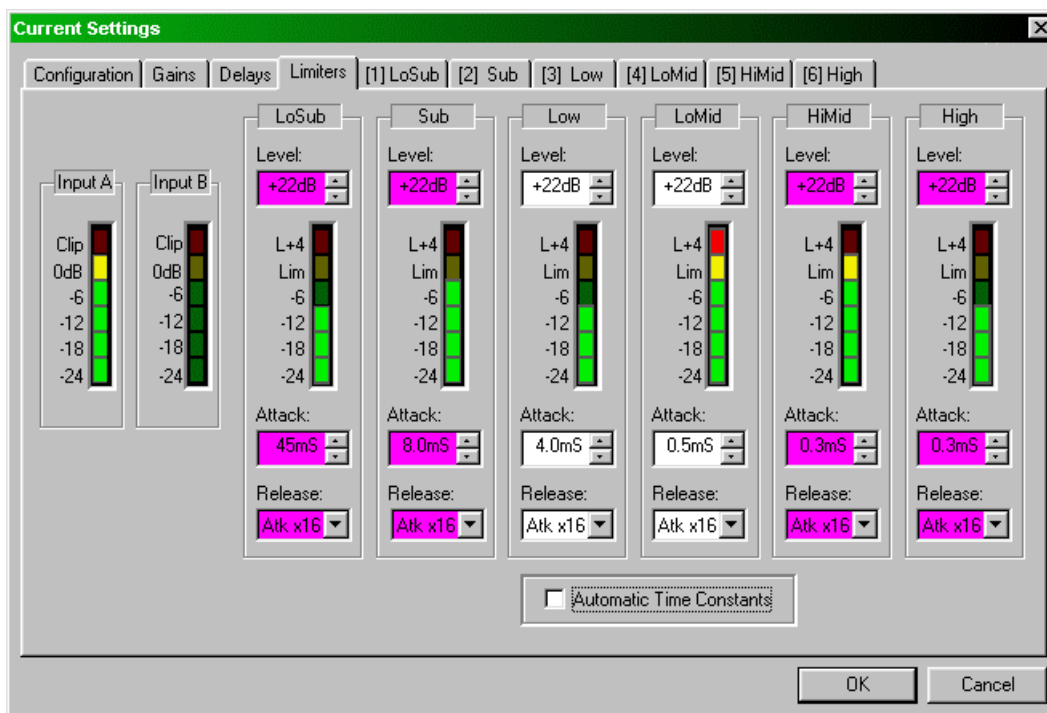 Current Settings
Configuration Gains Delays Limiters [1] LoSub [2] Sub [3] Low [4] LoMid [5] HiMid [6] High
LoSub Sub Low LoMid HiMid High
Level: Level: Level: Level: Level: Level:
Input A Input B +22dB +22dB +22dB +22dB +22dB +22dB
Clip Clip L+4 L+4 L+4 L+4 L+4 L+4
0dB 0dB Lim Lim Lim Lim Lim Lim
-6 -6 -6 -6 -6 -6 -6 -6
-12 -12 -12 -12 -12 -12 -12 -12
-18 -18 -18 -18 -18 -18 -18 -18
-24 -24 -24 -24 -24 -24 -24 -24
Attack: Attack: Attack: Attack: Attack: Attack:
45mS 8.0mS 4.0mS 0.5mS 0.3mS 0.3mS
Release: Release: Release: Release: Release: Release:
Atk x16 Atk x16 Atk x16 Atk x16 Atk x16 Atk x16
Automatic Time Constants
OK Cancel